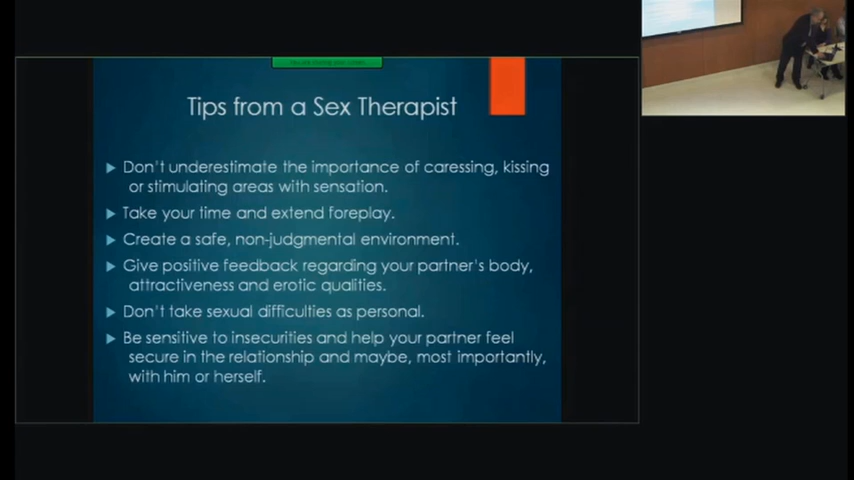 Tips from a Sex Therapist
Don't underestimate the importance of caressing, kissing
or stimulating areas with sensation.
Take your time and extend foreplay.
Create a safe, non-judgmental environment.
Give positive feedback regarding your partner's body,
attractiveness and erotic qualities.
Don't take sexual difficulties as personal.
Be sensitive to insecurities and help your partner feel
secure in the relationship and maybe, most importantly,
with him or herself.